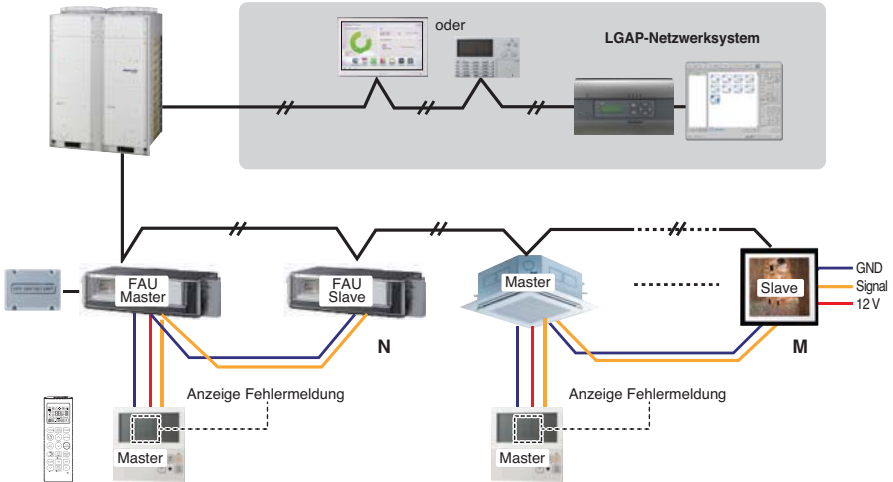 oder
LGAP-Netzwerksystem
FAU
Master
FAU
Slave
Master
Slave
GND
Signal
12 V
N
M
Anzeige Fehlermeldung
Anzeige Fehlermeldung
Master
Master